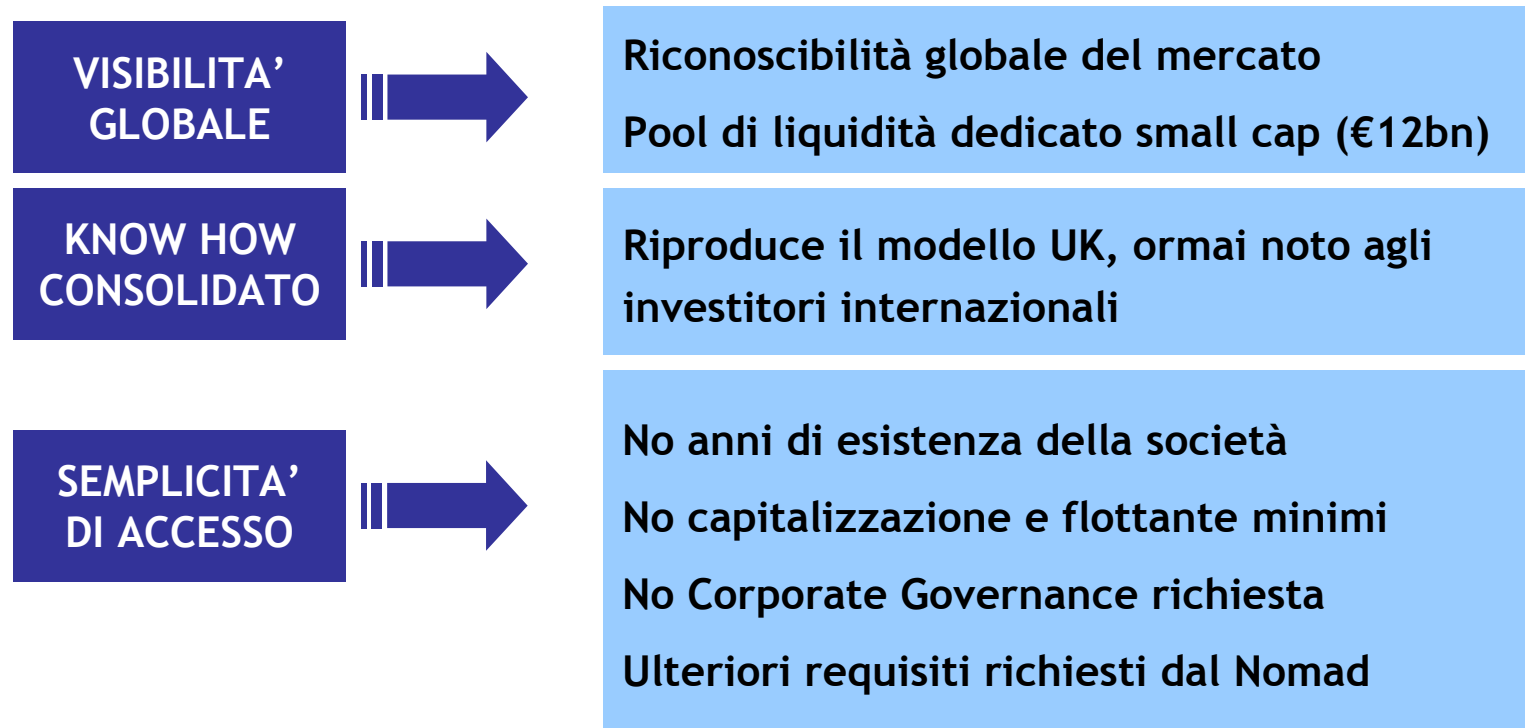 VISIBILITA’
GLOBALE
Riconoscibilità globale del mercato
Pool di liquidità dedicato small cap (€12bn)
KNOW HOW
CONSOLIDATO
Riproduce il modello UK, ormai noto agli
investitori internazionali
SEMPLICITA’
DI ACCESSO
No anni di esistenza della società
No capitalizzazione e flottante minimi
No Corporate Governance richiesta
Ulteriori requisiti richiesti dal Nomad